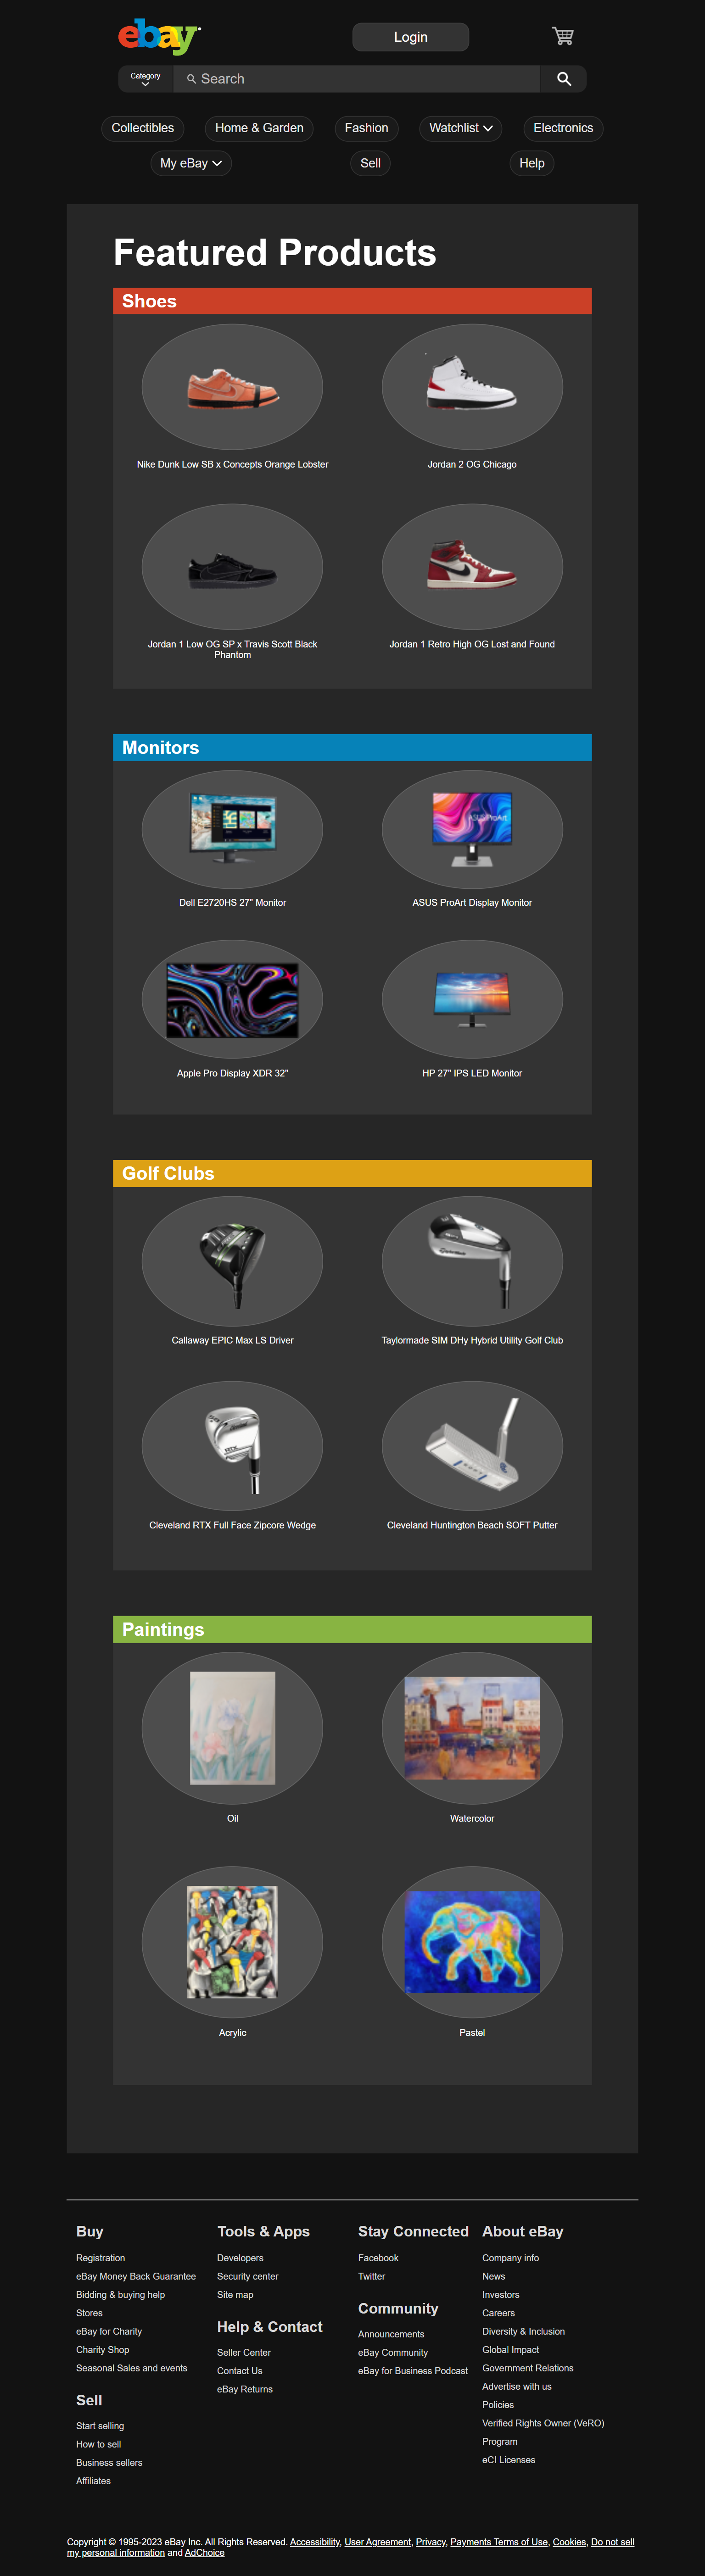 ebay
Login
Category
Search
Collectibles
Home & Garden
Fashion
Watchlist
Electronics
My eBay
Sell
Help
Featured Products
Shoes
Nike Dunk Low SB x Concepts Orange Lobster
Jordan 2 OG Chicago
Jordan 1 Low OG SP x Travis Scott Black
Phantom
Jordan 1 Retro High OG Lost and Found
Monitors
ASUS ProArt
Dell E2720HS 27" Monitor
ASUS ProArt Display Monitor
Apple Pro Display XDR 32"
HP 27" IPS LED Monitor
Golf Clubs
Callaway EPIC Max LS Driver
Taylormade SIM DHy Hybrid Utility Golf Club
Cleveland RTX Full Face Zipcore Wedge
Cleveland Huntington Beach SOFT Putter
Paintings
Oil
Watercolor
Acrylic
Pastel
Buy
Registration
eBay Money Back Guarantee
Bidding & buying help
Stores
eBay for Charity
Charity Shop
Seasonal Sales and events
Sell
Start selling
How to sell
Business sellers
Affiliates
Tools & Apps
Developers
Security center
Site map
Help & Contact
Seller Center
Contact Us
eBay Returns
Stay Connected
Facebook
Twitter
Community
Announcements
eBay Community
eBay for Business Podcast
About eBay
Company info
News
Investors
Careers
Diversity & Inclusion
Global Impact
Government Relations
Advertise with us
Policies
Verified Rights Owner (VeRO)
Program
eCI Licenses
Copyright © 1995-2023 eBay Inc. All Rights Reserved. Accessibility, User Agreement, Privacy, Payments Terms of Use, Cookies, Do not sell
my personal information and AdChoice